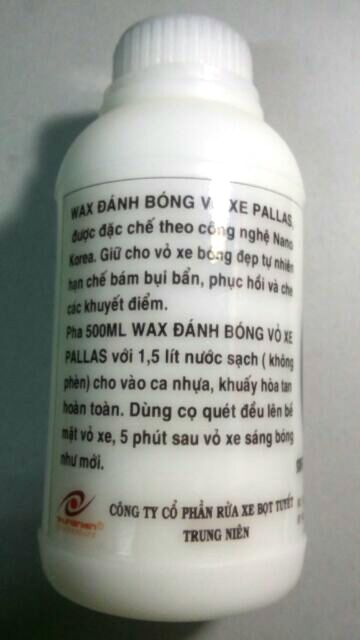 WAX ĐÁNH BÓNG VỎ XE PALLAS,
được đặc chế theo công nghệ Nano
Korea. Giữ cho vỏ xe bóng đẹp tự nhiên
hạn chế bám bụi bẩn, phục hồi và che
các khuyết điểm.
Pha 500ML WAX ĐÁNH BÓNG VỎ XE
PALLAS với 1,5 lít nước sạch ( không
phèn) cho vào ca nhựa, khuấy hòa tan
hoàn toàn. Dùng cọ quét đều lên bề
mặt vỏ xe, 5 phút sau vỏ xe sáng bóng
như mới.
CÔNG TY CỔ PHẦN RỬA XE BỌT TUYẾT
TRUNG NIÊN